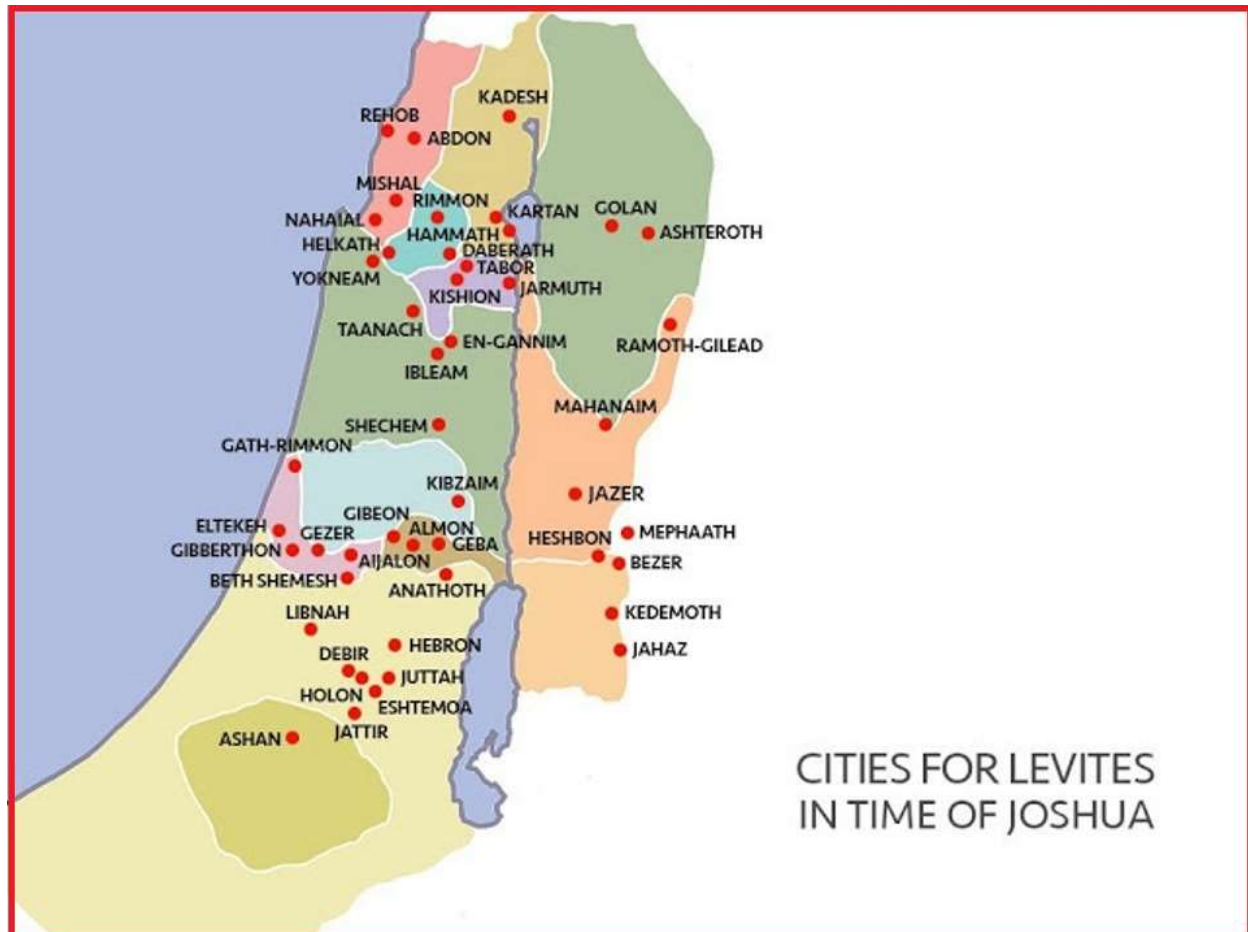 KADESH
REHOB
ABDON
MISHAL
RIMMON
NAHAIAL
KARTAN
GOLAN
HAMMATH
ASHTEROTH
HELKATH
DABERATH
YOKNEAM
TABOR
KISHION
JARMUTH
TAANACH
EN-GANNIM
RAMOTH-GILEAD
IBLEAM
MAHANAIM
SHECHEM
GATH-RIMMON
KIBZAIM
JAZER
GIBEON
ELTEKEH
GEZER
ALMON
MEPHAATH
HESHBON
GIBBERTHON
GEBA
AIJALON
BEZER
BETH SHEMESH
ANATHOTH
LIBNAH
KEDEMOTH
HEBRON
JAHAZ
DEBIR
JUTTAH
HOLON
ESHTEMOA
JATTIR
ASHAN
CITIES FOR LEVITES
IN TIME OF JOSHUA